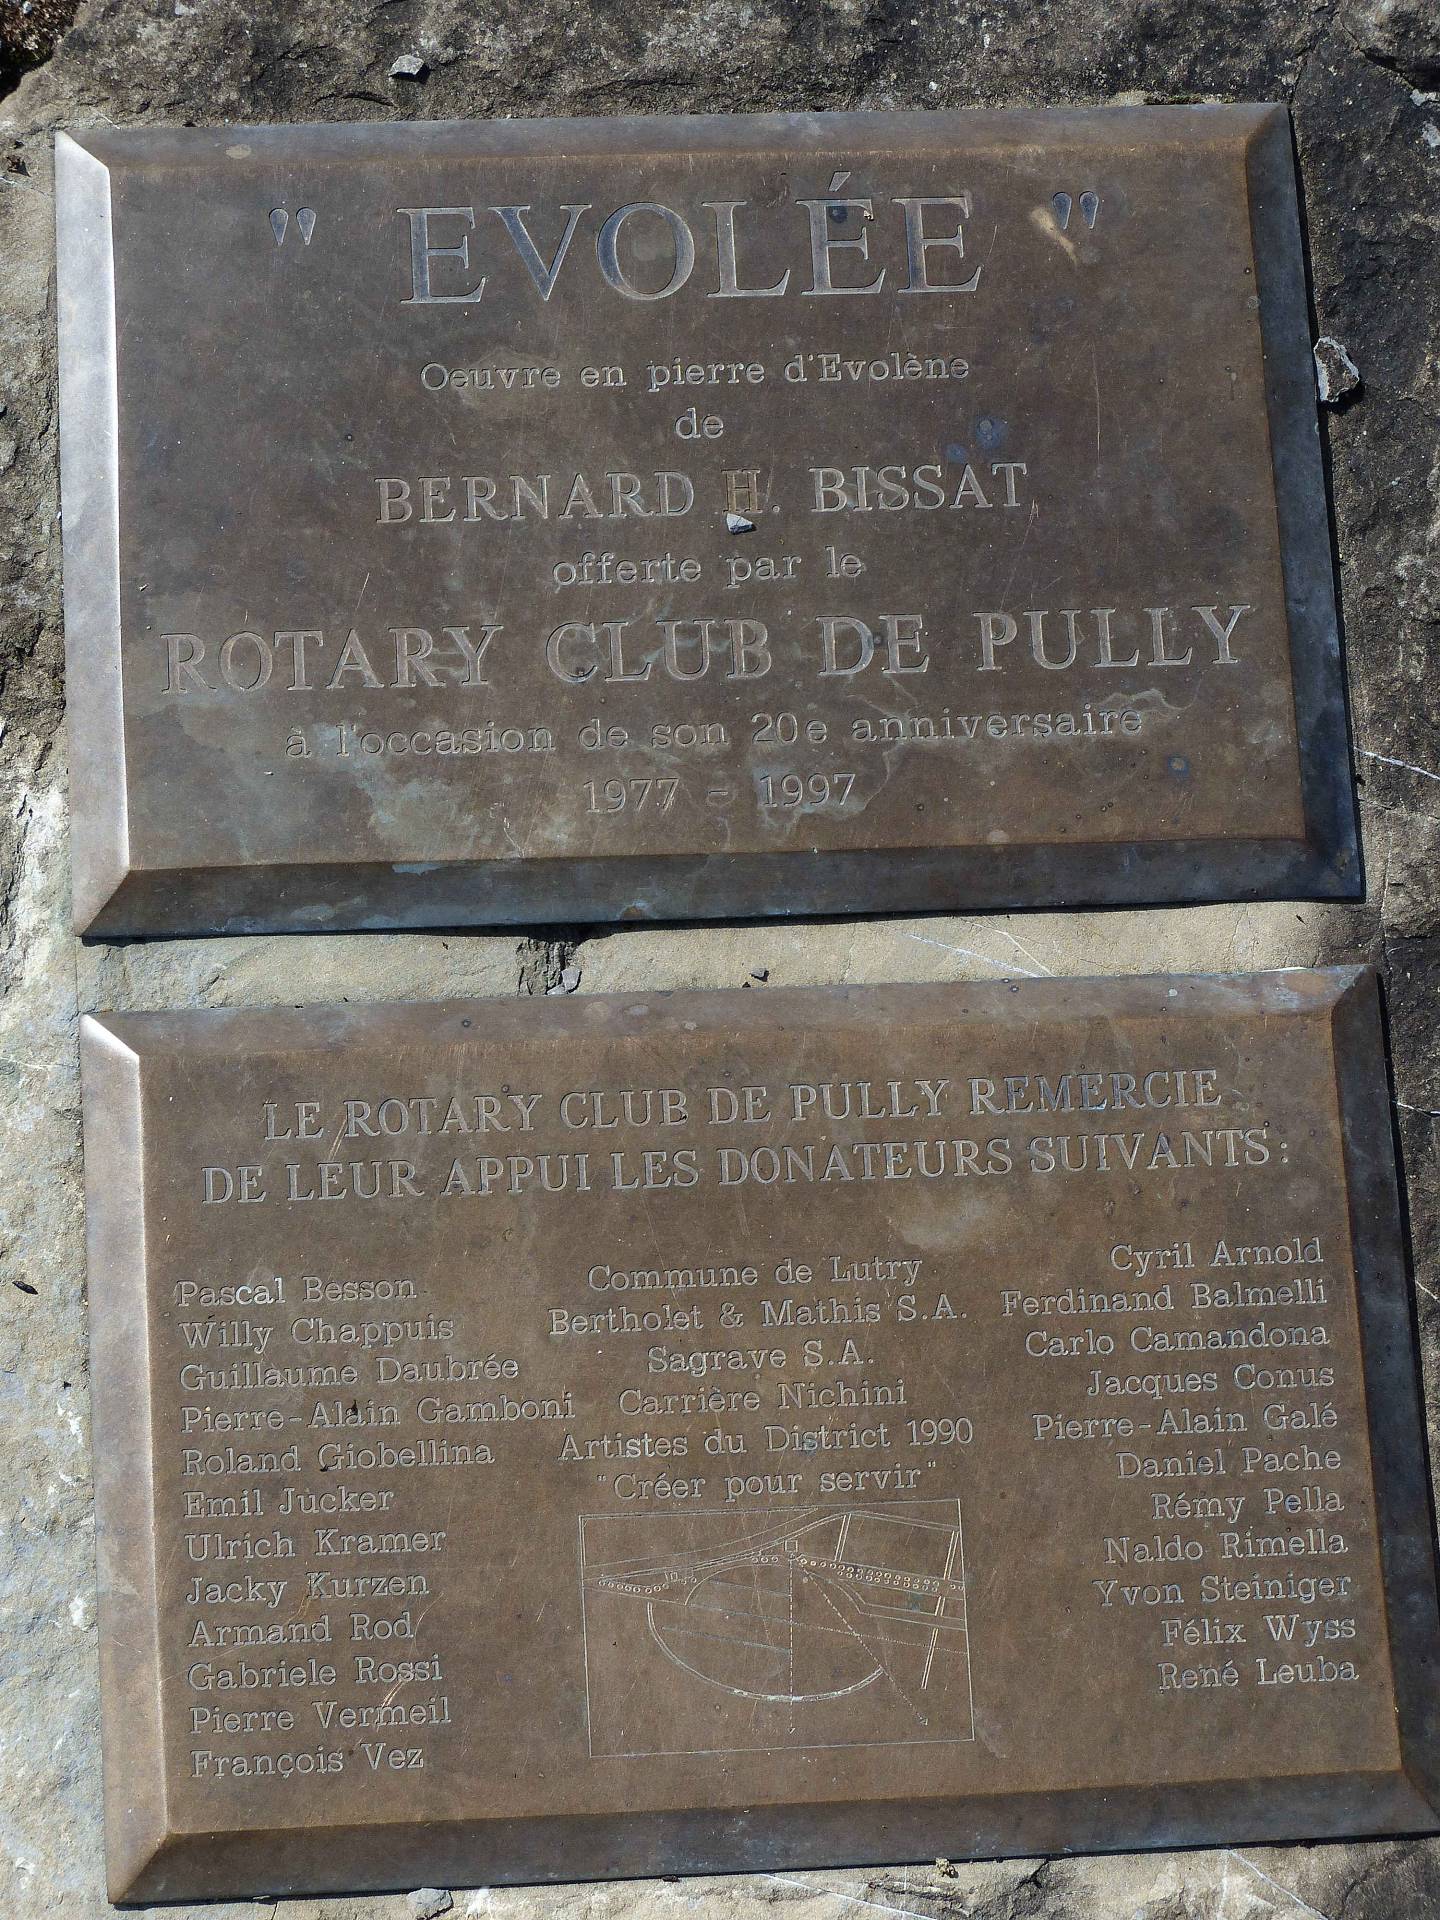 " EVOLÉE "
Oeuvre en pierre d'Evolène
de
BERNARD H. BISSAT
offerte par le
ROTARY CLUB DE PULLY
à l'occasion de son 20e anniversaire
1977 - 1997
LE ROTARY CLUB DE PULLY REMERCIE
DE LEUR APPUI LES DONATEURS SUIVANTS :
Pascal Besson
Willy Chappuis
Guillaume Daubrée
Pierre-Alain Gamboni
Roland Giobellina
Emil Jucker
Ulrich Kramer
Jacky Kurzen
Armand Rod
Gabriele Rossi
Pierre Vermeil
François Vez
Commune de Lutry
Bertholet & Mathis S.A.
Sagrave S.A.
Carrière Nichini
Artistes du District 1990
"Créer pour servir"
Cyril Arnold
Ferdinand Balmelli
Carlo Camandona
Jacques Conus
Pierre-Alain Galé
Daniel Pache
Rémy Pella
Naldo Rimella
Yvon Steiniger
Félix Wyss
René Leuba